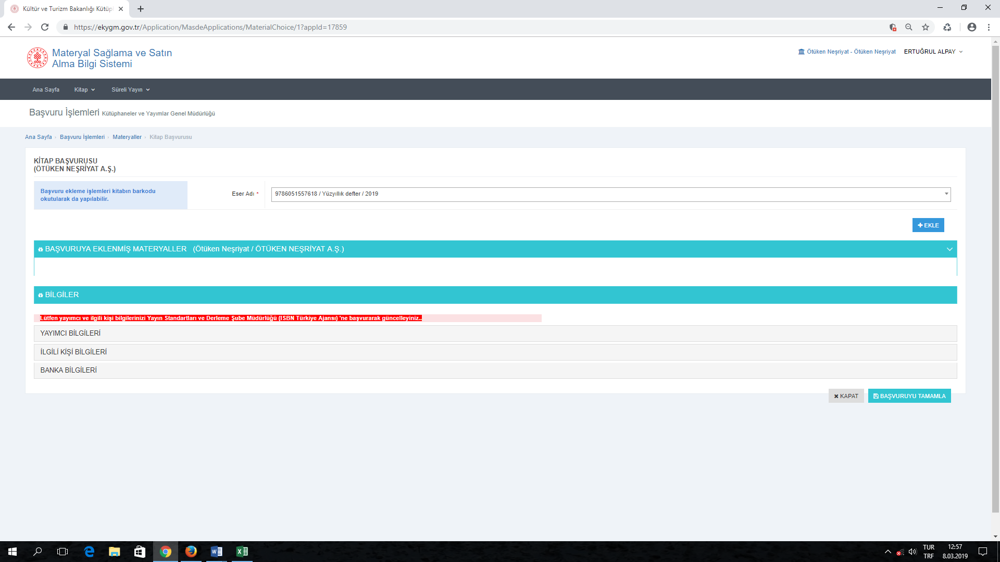 Kültür ve Turizm Bakanlığı Kütüp
https://ekygm.gov.tr/Application/MasdeApplications/MaterialChoice/1?appId=17859
Materyal Sağlama ve Satın
Alma Bilgi Sistemi
Ötüken Neşriyat - Ötüken Neşriyat
ERTUĞRUL ALPAY
Ana Sayfa
Kitap
Süreli Yayın
Başvuru İşlemleri Kütüphaneler ve Yayımlar Genel Müdürlüğü
Ana Sayfa › Başvuru İşlemleri › Materyaller › Kitap Başvurusu
KİTAP BAŞVURUSU
(ÖTÜKEN NEŞRİYAT A.Ş.)
Başvuru ekleme işlemleri kitabın barkodu
okutularak da yapılabilir.
Eser Adı *
9786051557618 / Yüzyıllık defter / 2019
EKLE
BAŞVURUYA EKLENMİŞ MATERYALLER (Ötüken Neşriyat / ÖTÜKEN NEŞRİYAT A.Ş.)
BİLGİLER
Lütfen yayımcı ve ilgili kişi bilgilerinizi Yayın Standartları ve Derleme Şube Müdürlüğü (ISBN Türkiye Ajansı) 'ne başvurarak güncelleyiniz..
YAYIMCI BİLGİLERİ
İLGİLİ KİŞİ BİLGİLERİ
BANKA BİLGİLERİ
KAPAT
BAŞVURUYU TAMAMLA
TUR
TRF
12:57
8.03.2019